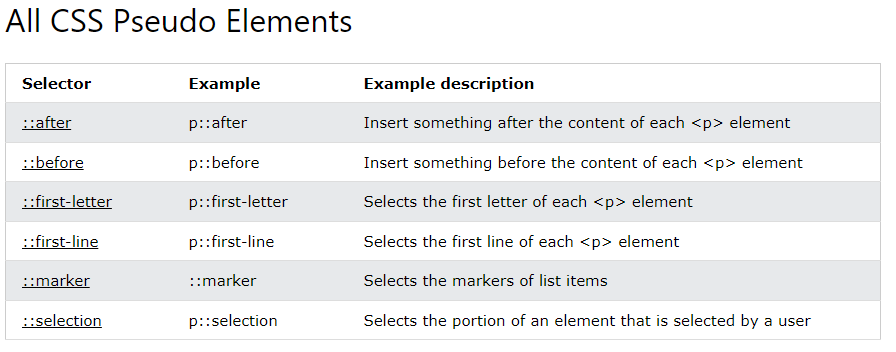 All CSS Pseudo Elements
Selector Example Example description
::after p::after Insert something after the content of each <p> element
::before p::before Insert something before the content of each <p> element
::first-letter p::first-letter Selects the first letter of each <p> element
::first-line p::first-line Selects the first line of each <p> element
::marker ::marker Selects the markers of list items
::selection p::selection Selects the portion of an element that is selected by a user